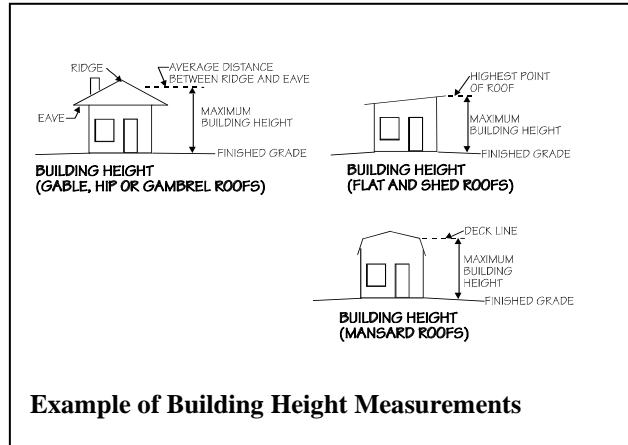 RIDGE
AVERAGE DISTANCE
BETWEEN RIDGE AND EAVE
EAVE
MAXIMUM
BUILDING HEIGHT
FINISHED GRADE
BUILDING HEIGHT
(GABLE, HIP OR GAMBREL ROOFS)
HIGHEST POINT
OF ROOF
MAXIMUM
BUILDING HEIGHT
FINISHED GRADE
BUILDING HEIGHT
(FLAT AND SHED ROOFS)
DECK LINE
MAXIMUM
BUILDING
HEIGHT
FINISHED GRADE
BUILDING HEIGHT
(MANSARD ROOFS)
Example of Building Height Measurements